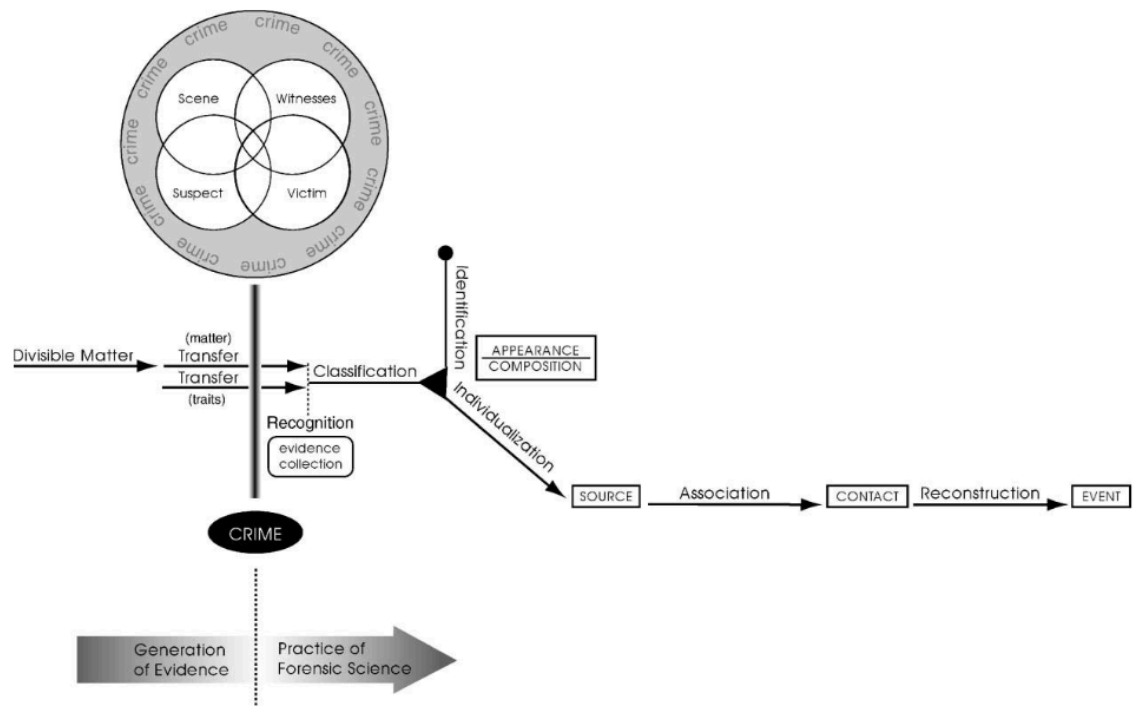 crime
crime
crime
crime
crime
crime
crime
crime
crime
crime
crime
crime
Scene
Witnesses
Suspect
Victim
Divisible Matter
(matter)
Transfer
Transfer
(traits)
Recognition
evidence
collection
Classification
Identification
APPEARANCE
COMPOSITION
Individualization
SOURCE
Association
CONTACT
Reconstruction
EVENT
CRIME
Generation
of Evidence
Practice of
Forensic Science